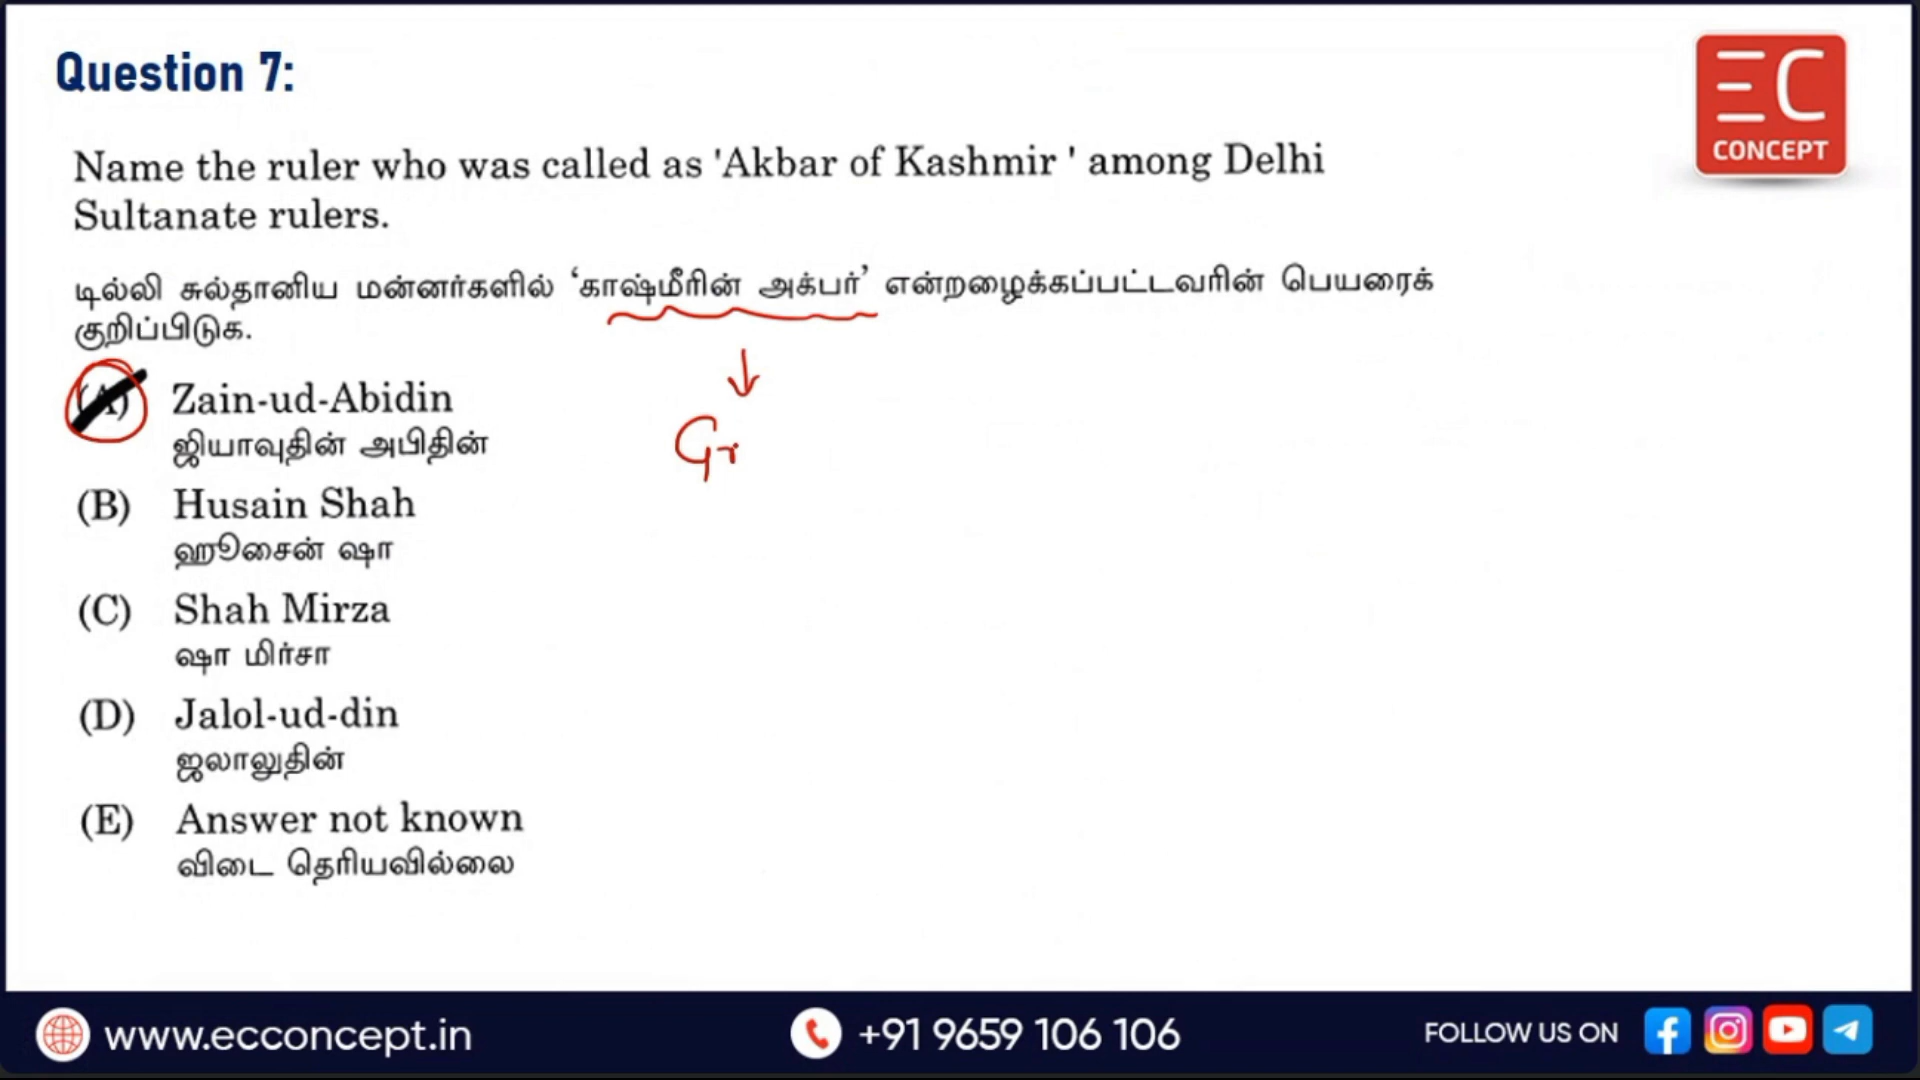 Question 7:
EC
CONCEPT
Name the ruler who was called as 'Akbar of Kashmir ' among Delhi
Sultanate rulers.
டில்லி சுல்தானிய மன்னர்களில் ‘காஷ்மீரின் அக்பர்’ என்றழைக்கப்பட்டவரின் பெயரைக்
குறிப்பிடுக.
(A) Zain-ud-Abidin
ஜியாவுதின் அபிதின்
(B) Husain Shah
ஹூசைன் ஷா
(C) Shah Mirza
ஷா மிர்சா
(D) Jalol-ud-din
ஜலாலுதின்
(E) Answer not known
விடை தெரியவில்லை
www.ecconcept.in
+91 9659 106 106
FOLLOW US ON